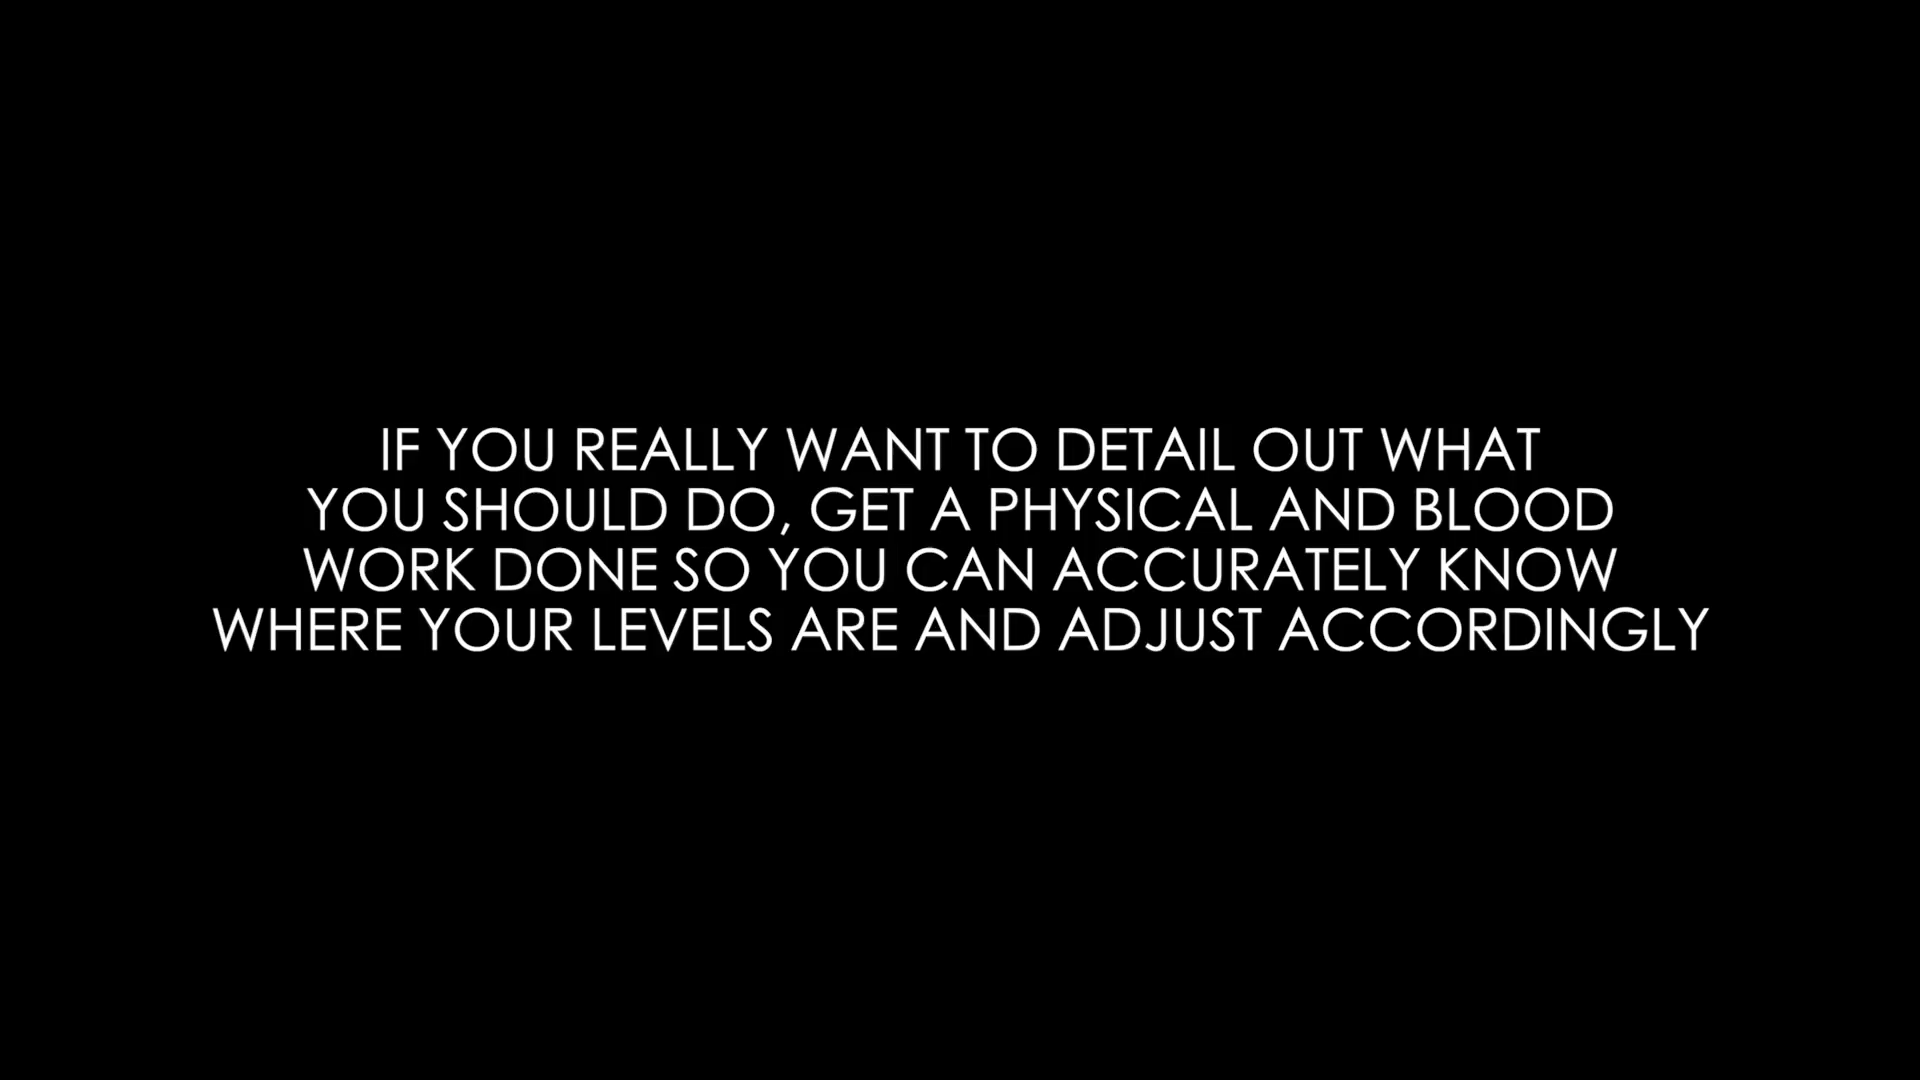 IF YOU REALLY WANT TO DETAIL OUT WHAT
YOU SHOULD DO, GET A PHYSICAL AND BLOOD
WORK DONE SO YOU CAN ACCURATELY KNOW
WHERE YOUR LEVELS ARE AND ADJUST ACCORDINGLY